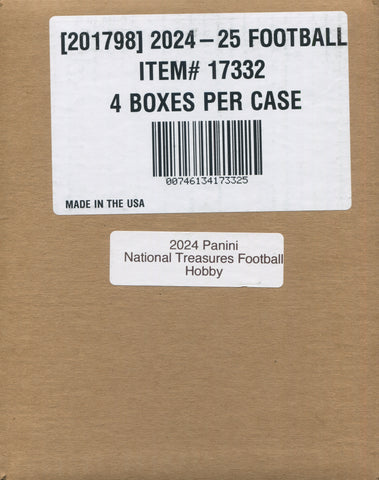 [201798] 2024–25 FOOTBALL
ITEM# 17332
4 BOXES PER CASE
00746134173325
MADE IN THE USA
2024 Panini
National Treasures Football
Hobby